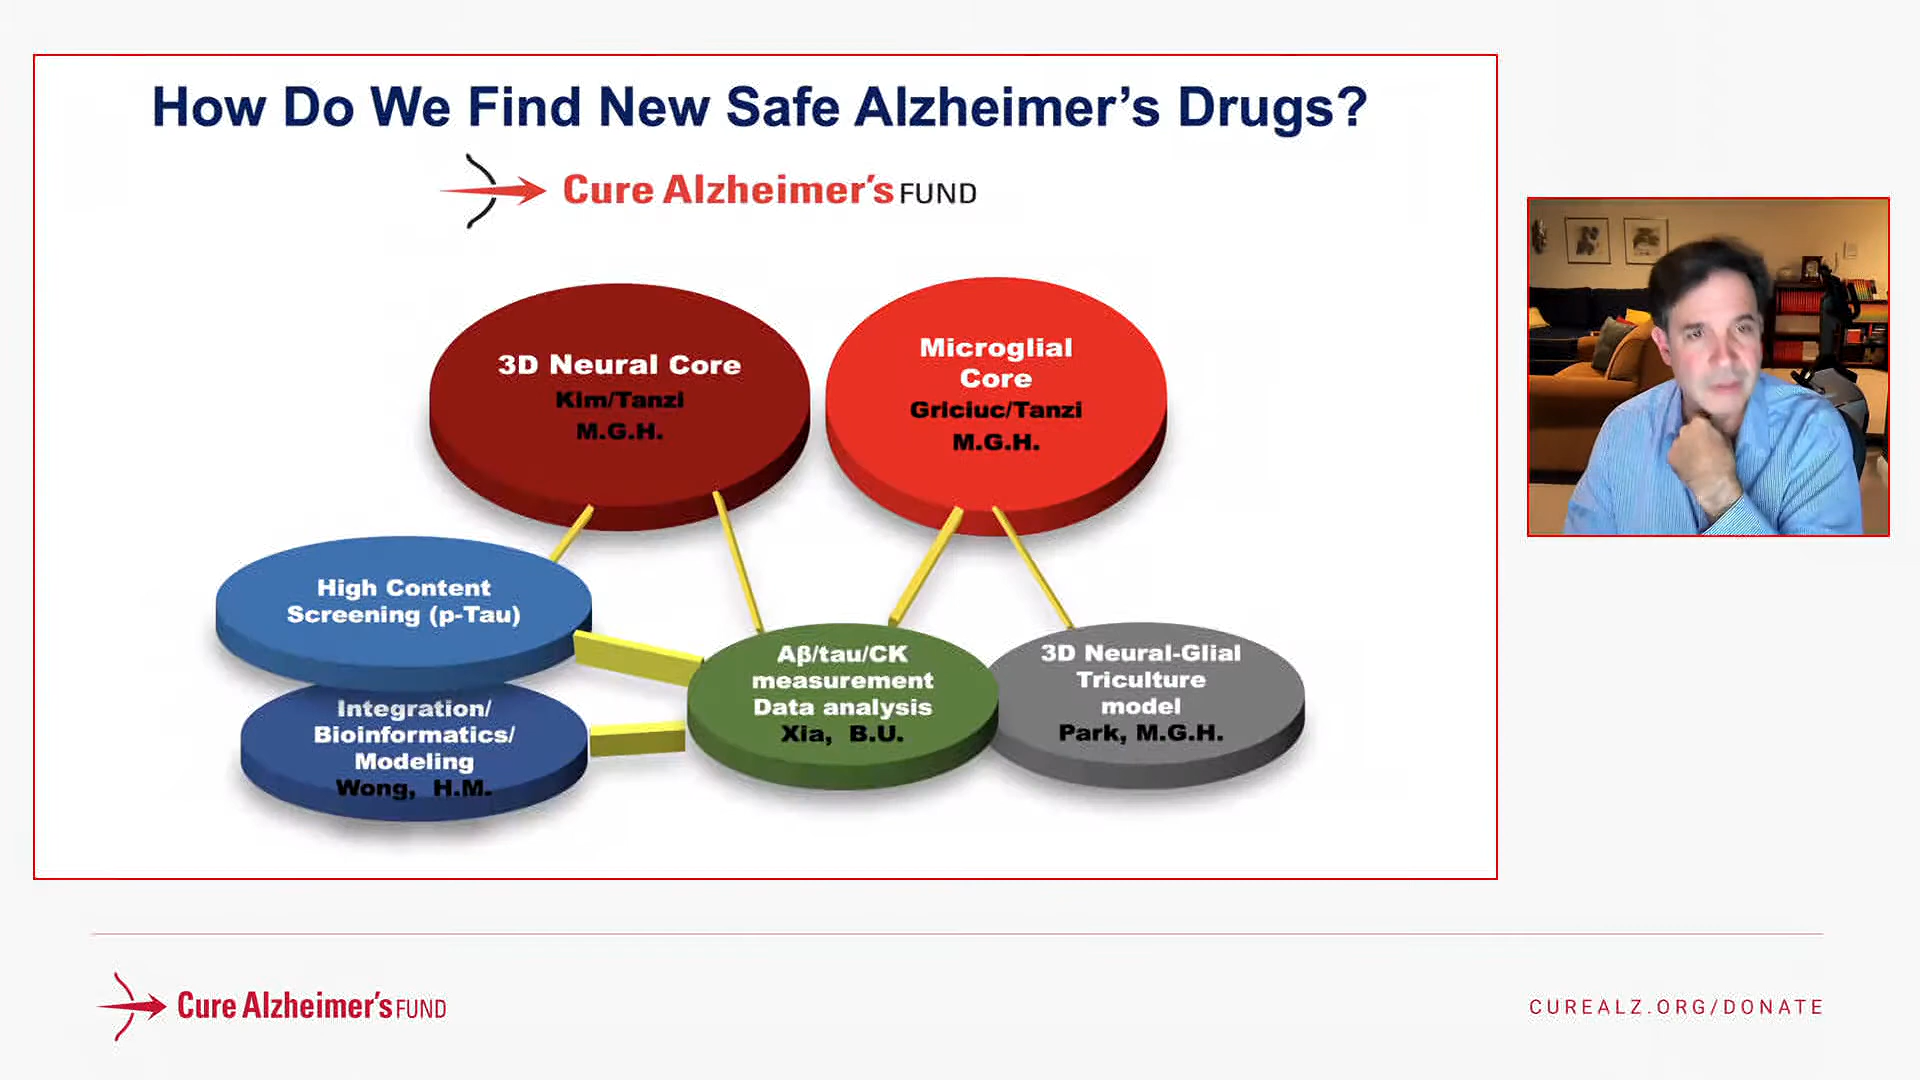 How Do We Find New Safe Alzheimer's Drugs?
Cure Alzheimer's FUND
3D Neural Core
Kim/Tanzi
M.G.H.
Microglial
Core
Griciuc/Tanzi
M.G.H.
High Content
Screening (p-Tau)
Integration/
Bioinformatics/
Modeling
Wong, H.M.
Aβ/tau/CK
measurement
Data analysis
Xia, B.U.
3D Neural-Glial
Triculture
model
Park, M.G.H.
Cure Alzheimer's FUND
CUREALZ.ORG/DONATE